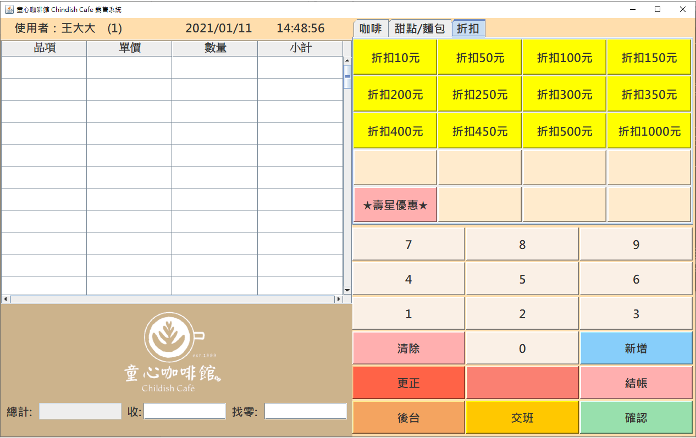 童心咖啡館 Chindish Cafe 銷售系統
使用者：王大大 (1) 2021/01/11 14:48:56
咖啡 甜點/麵包 折扣
品項 單價 數量 小計
折扣10元 折扣50元 折扣100元 折扣150元
折扣200元 折扣250元 折扣300元 折扣350元
折扣400元 折扣450元 折扣500元 折扣1000元
★壽星優惠★
7 8 9
4 5 6
1 2 3
清除 0 新增
更正 結帳
後台 交班 確認
童心咖啡館
Childish Café
總計: 收: 找零: